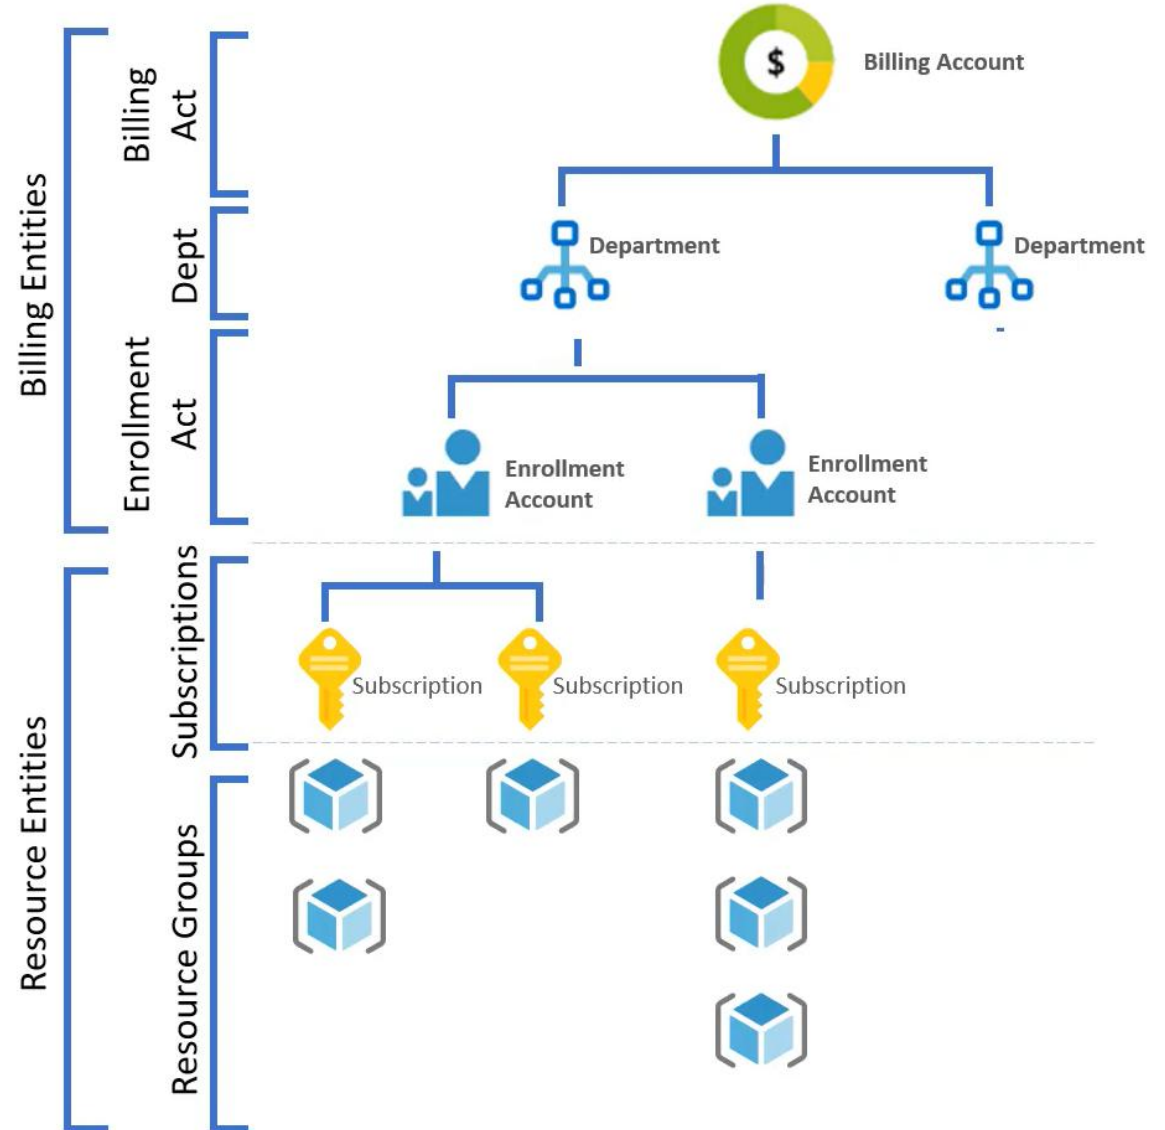 Billing Entities
Billing
Act
$
Billing Account
Dept
Department
Department
Enrollment
Act
Enrollment
Account
Enrollment
Account
Resource Entities
Subscriptions
Subscription
Subscription
Subscription
Resource Groups